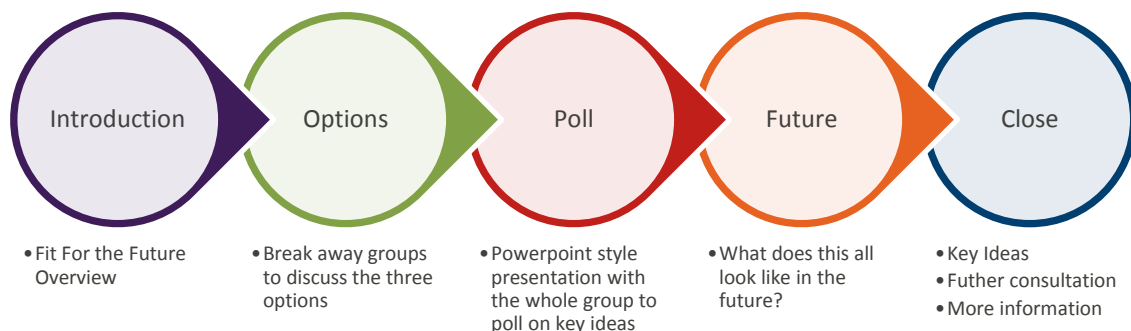 Introduction
Options
Poll
Future
Close
•Fit For the Future
Overview
•Break away groups
to discuss the three
options
•Powerpoint style
presentation with
the whole group to
poll on key ideas
•What does this all
look like in the
future?
•Key Ideas
•Futher consultation
•More information